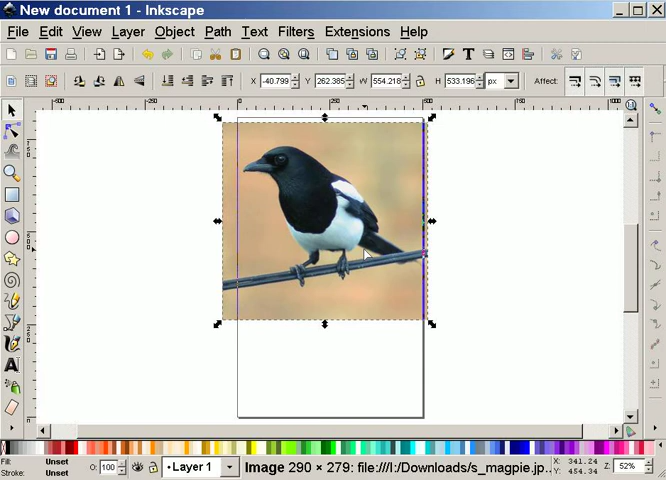 New document 1 - Inkscape
File Edit View Layer Object Path Text Filters Extensions Help
X -40.799 Y 262.385 W 554.218 H 533.196 px Affect:
Fill: Unset O: 100 Layer 1 Image 290 × 279: file:///I:/Downloads/s_magpie.jp... X: 341.24 Z: 52%
Stroke: Unset Y: 454.34